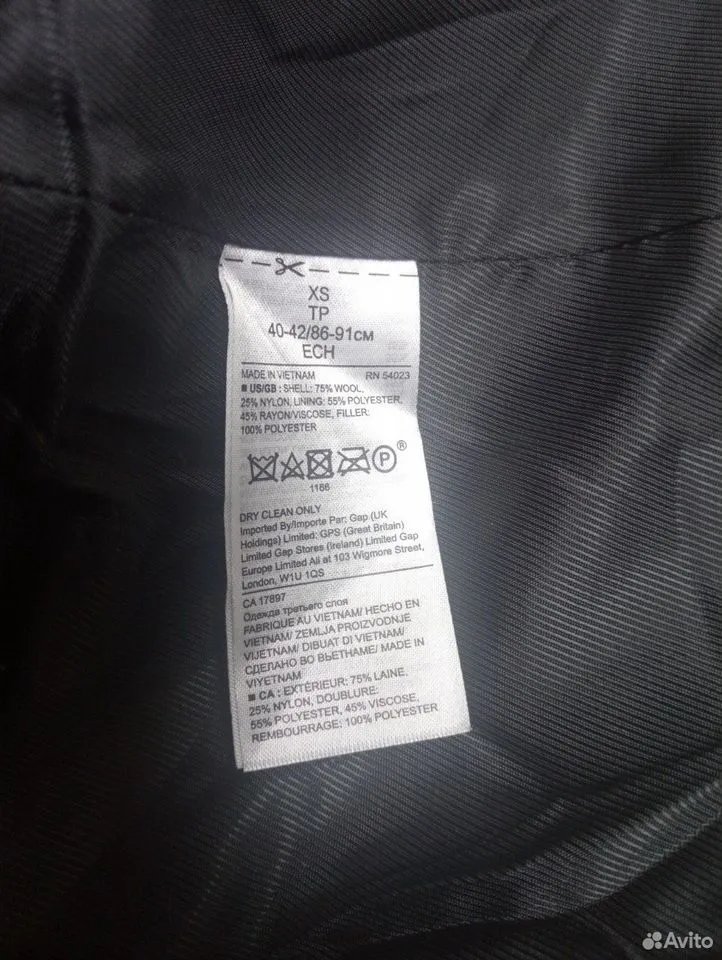 XS
TP
40-42/86-91см
ECH
MADE IN VIETNAM RN 54023
■ US/GB : SHELL: 75% WOOL,
25% NYLON, LINING: 55% POLYESTER,
45% RAYON/VISCOSE, FILLER:
100% POLYESTER
P ®
1166
DRY CLEAN ONLY
Imported By/Importe Par: Gap (UK
Holdings) Limited: GPS (Great Britain)
Limited Gap Stores (Ireland) Limited Gap
Europe Limited All at 103 Wigmore Street,
London, W1U 1QS
CA 17897
Одежда третьего слоя
FABRIQUE AU VIETNAM/ HECHO EN
VIETNAM/ ZEMLJA PROIZVODNJE
VIJETNAM/ DIBUAT DI VIETNAM/
СДЕЛАНО ВО ВЬЕТНАМЕ/ MADE IN
VIYETNAM
■ CA : EXTÉRIEUR: 75% LAINE,
25% NYLON, DOUBLURE:
55% POLYESTER, 45% VISCOSE,
REMBOURRAGE: 100% POLYESTER
Avito